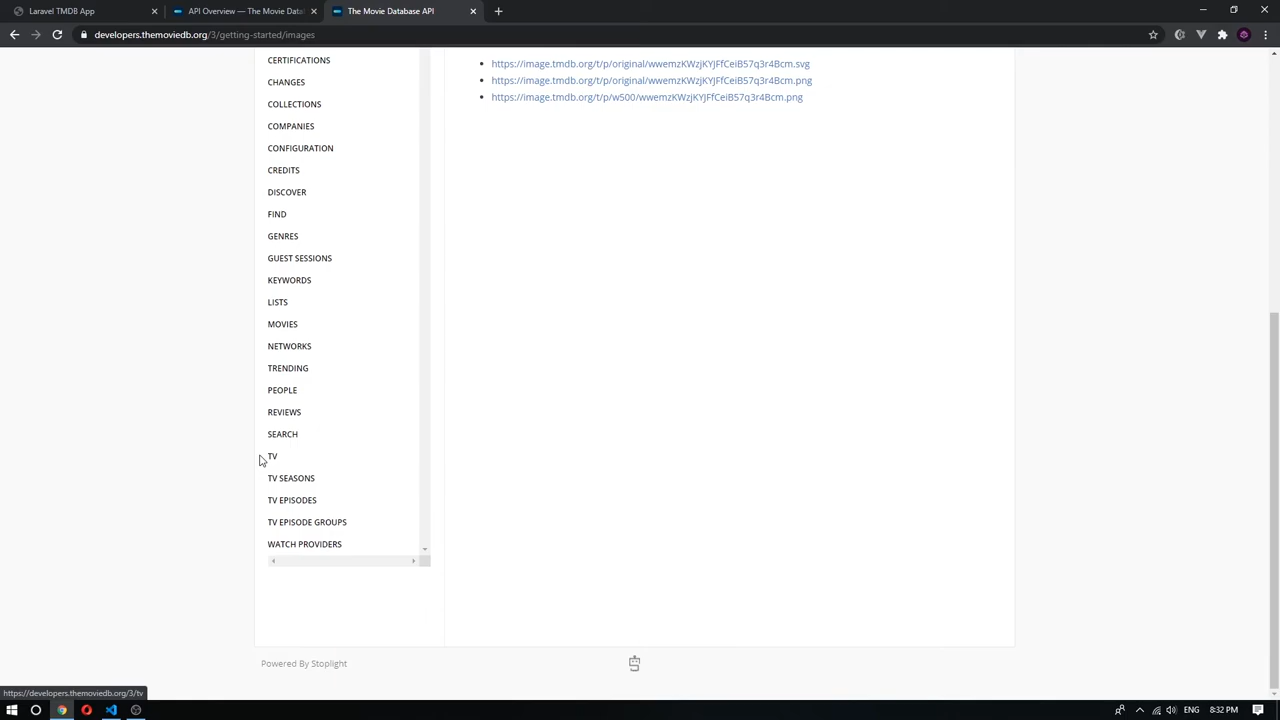 Laravel TMDB App
API Overview — The Movie Dat
The Movie Database API
developers.themoviedb.org/3/getting-started/images
CERTIFICATIONS
CHANGES
COLLECTIONS
COMPANIES
CONFIGURATION
CREDITS
DISCOVER
FIND
GENRES
GUEST SESSIONS
KEYWORDS
LISTS
MOVIES
NETWORKS
TRENDING
PEOPLE
REVIEWS
SEARCH
TV
TV SEASONS
TV EPISODES
TV EPISODE GROUPS
WATCH PROVIDERS
https://image.tmdb.org/t/p/original/wwemzKWzjKYJFfCeiB57q3r4Bcm.svg
https://image.tmdb.org/t/p/original/wwemzKWzjKYJFfCeiB57q3r4Bcm.png
https://image.tmdb.org/t/p/w500/wwemzKWzjKYJFfCeiB57q3r4Bcm.png
Powered By Stoplight
https://developers.themoviedb.org/3/tv
ENG
8:32 PM